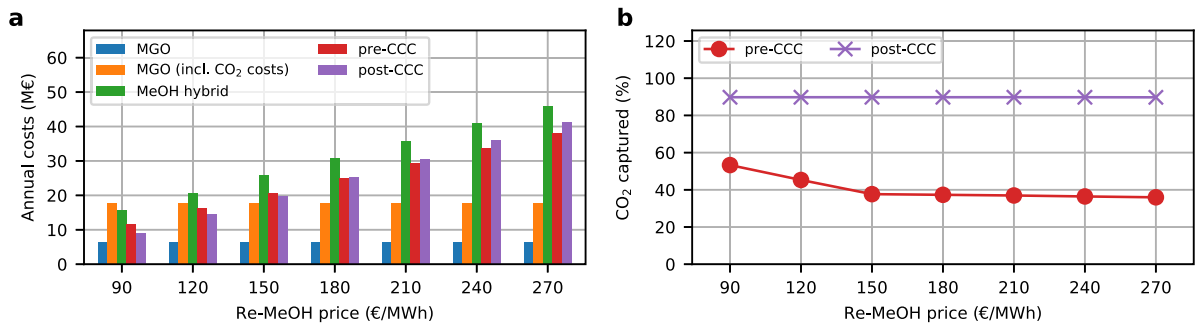 a
Annual costs (M€)
60
50
40
30
20
10
0
MGO
MGO (incl. CO₂ costs)
MeOH hybrid
pre-CCC
post-CCC
90 120 150 180 210 240 270
Re-MeOH price (€/MWh)
b
CO₂ captured (%)
120
100
80
60
40
20
0
pre-CCC
post-CCC
90 120 150 180 210 240 270
Re-MeOH price (€/MWh)